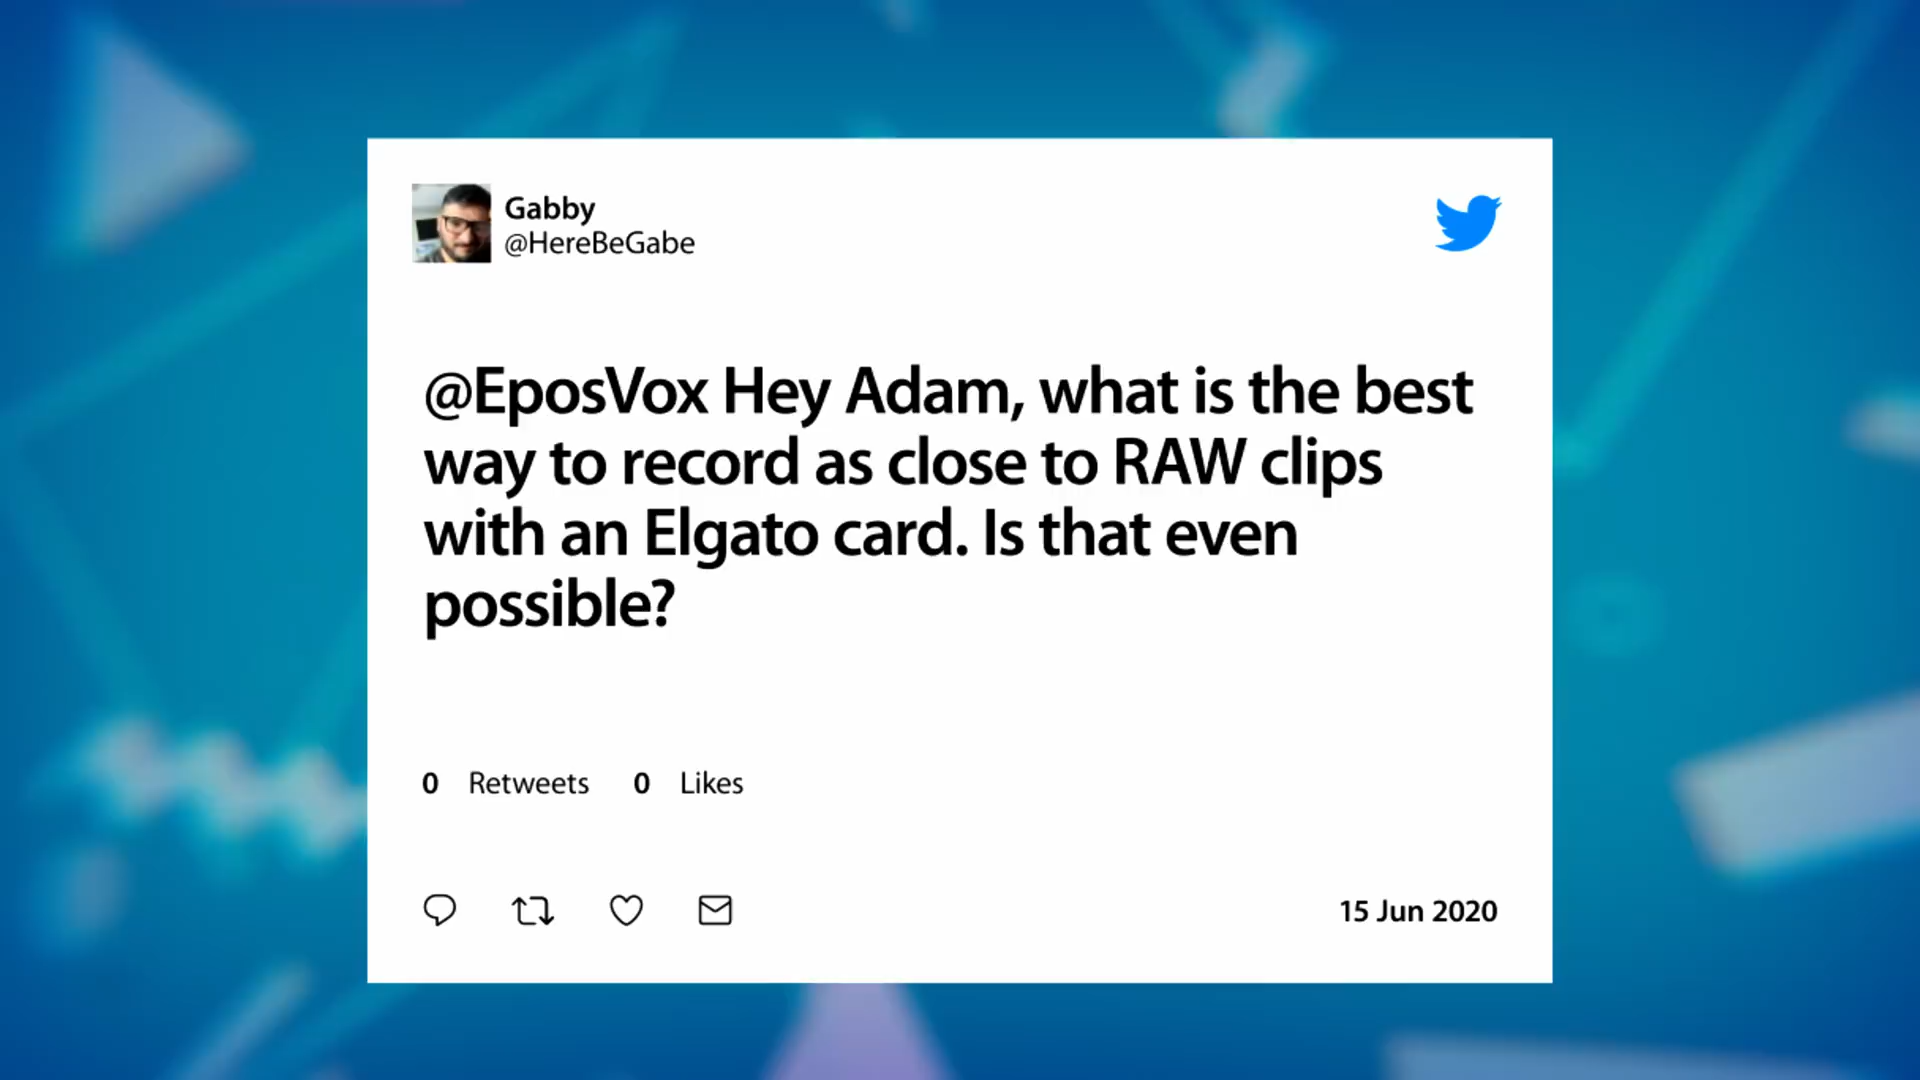 Gabby
@HereBeGabe
@EposVox Hey Adam, what is the best
way to record as close to RAW clips
with an Elgato card. Is that even
possible?
0 Retweets 0 Likes
15 Jun 2020